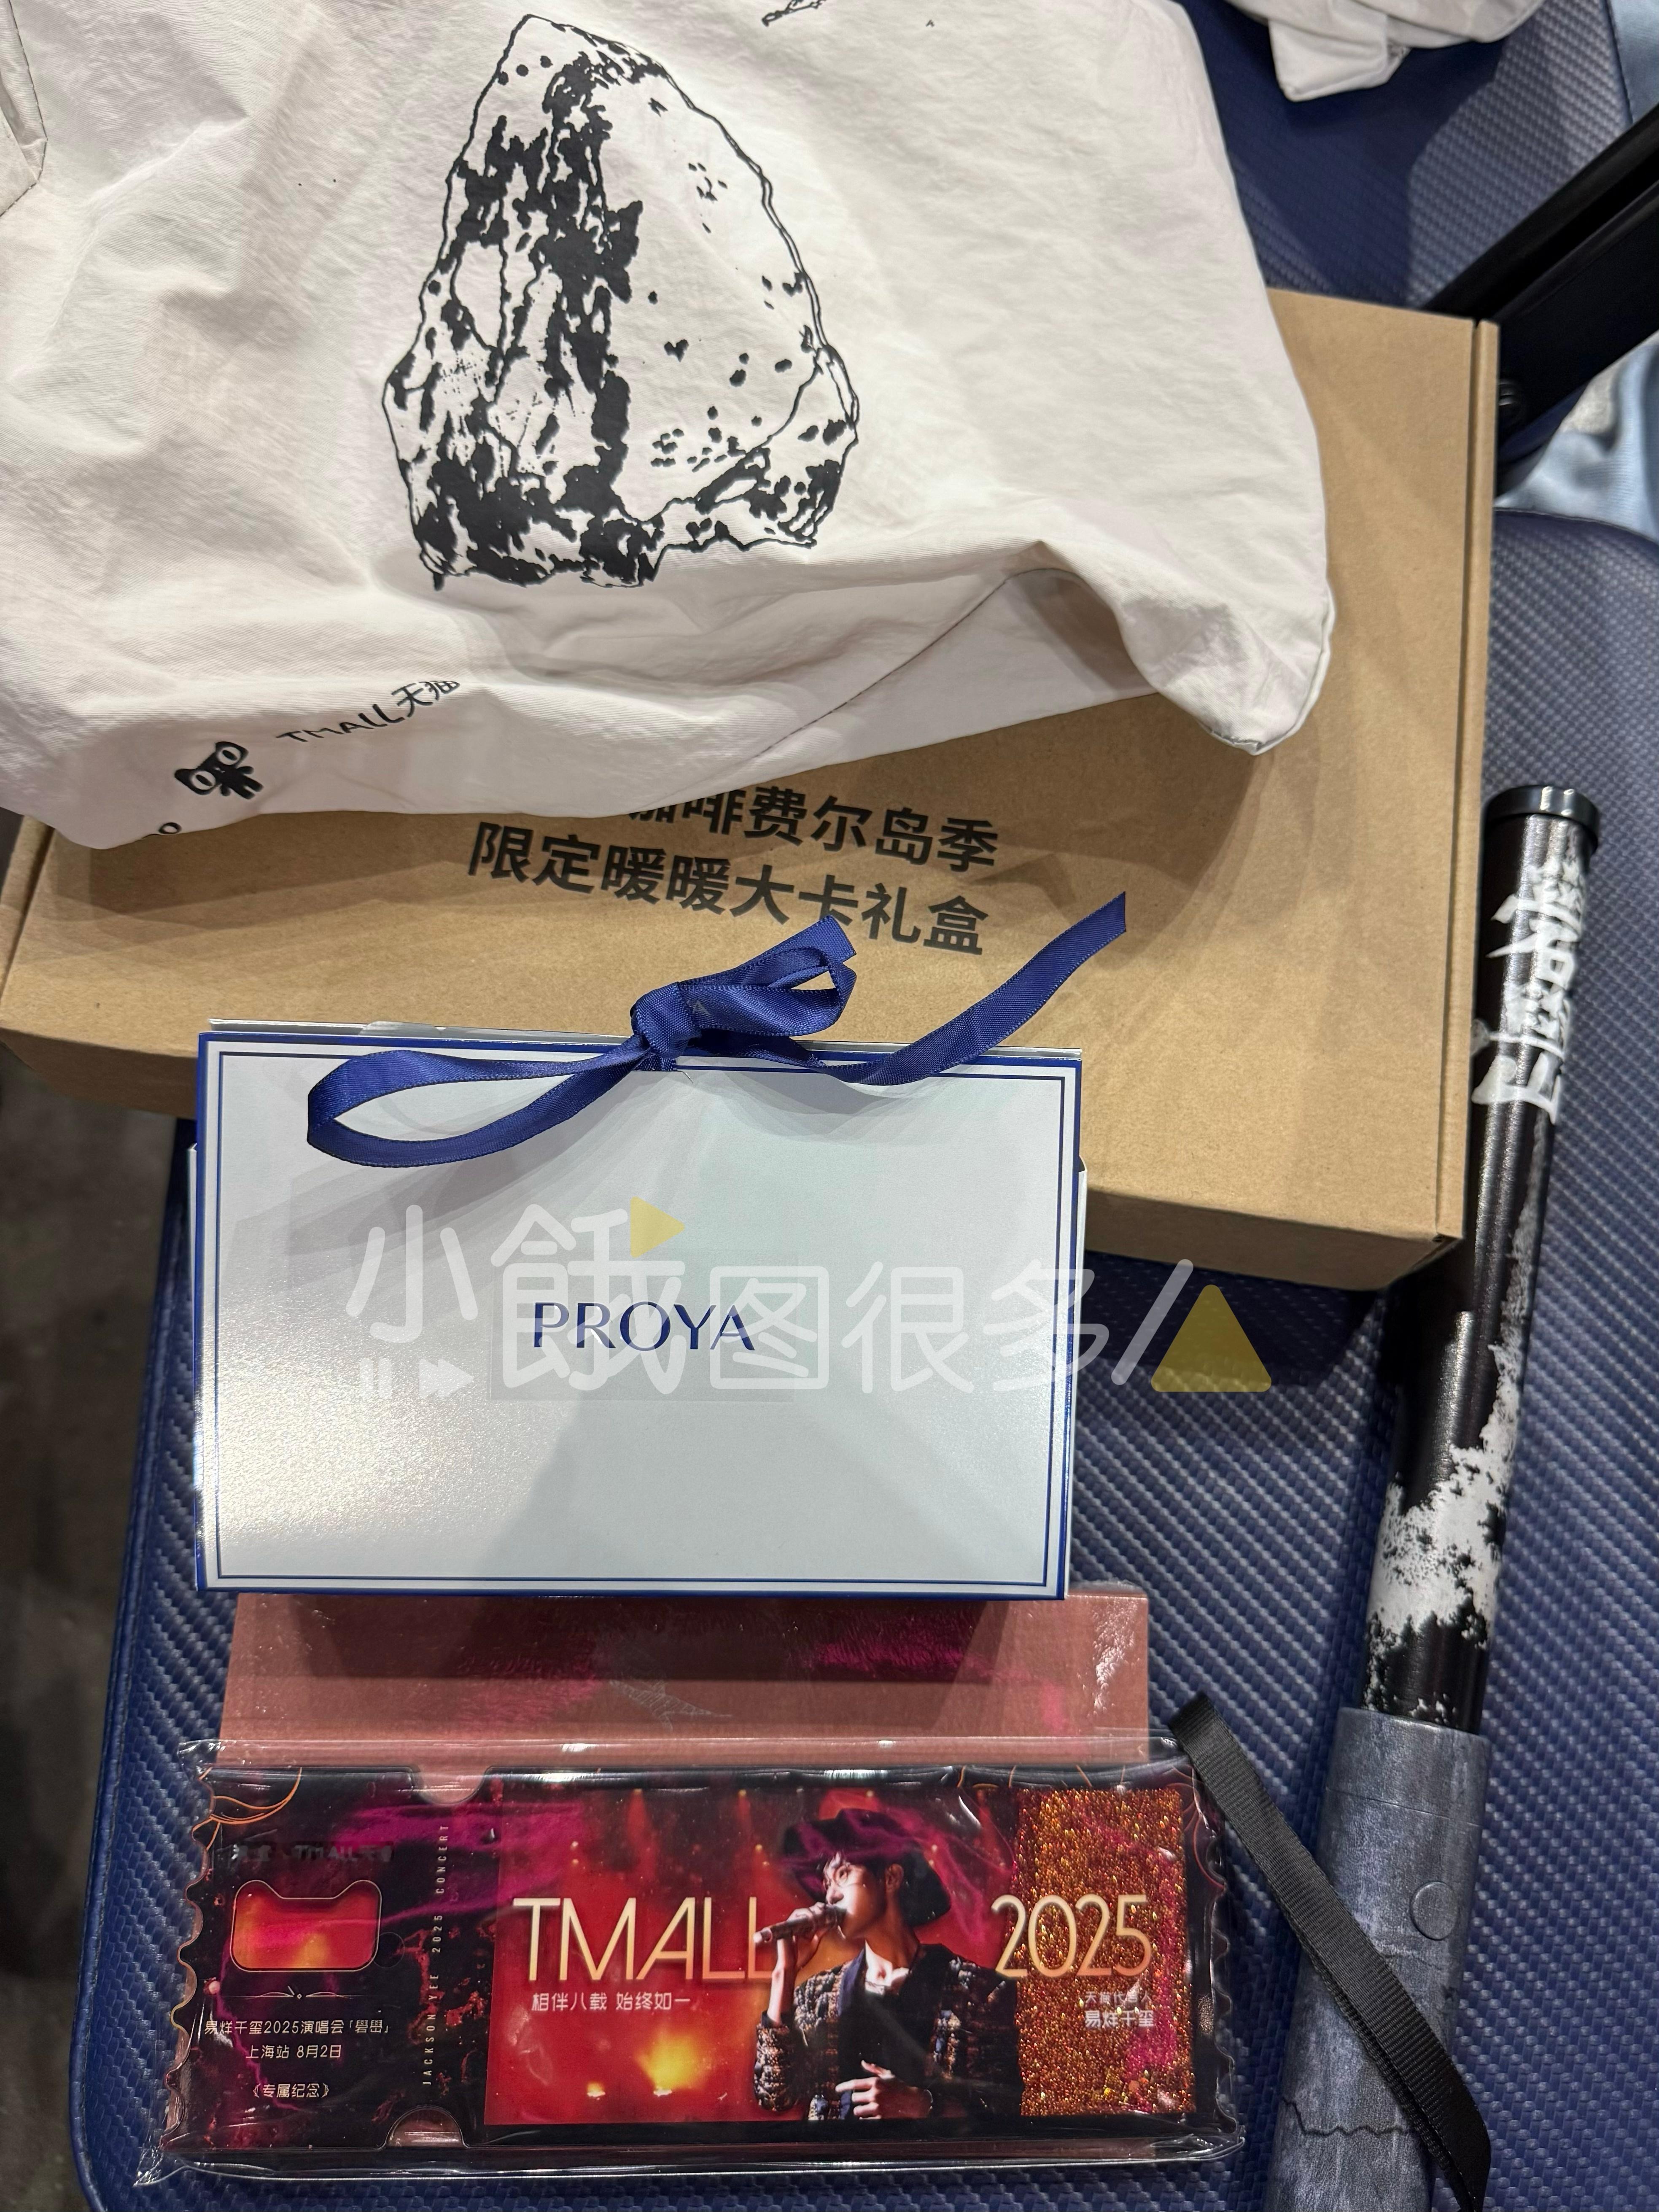 TMALL天猫
咖啡费尔岛季
限定暖暖大卡礼盒
PROYA
小餓图很多
TMALL天猫
JACKSON YEE 2025 CONCERT
易烊千玺2025演唱会「礐嶨」
上海站 8月2日
《专属纪念》
TMALL
相伴八载 始终如一
2025
天猫代言人
易烊千玺